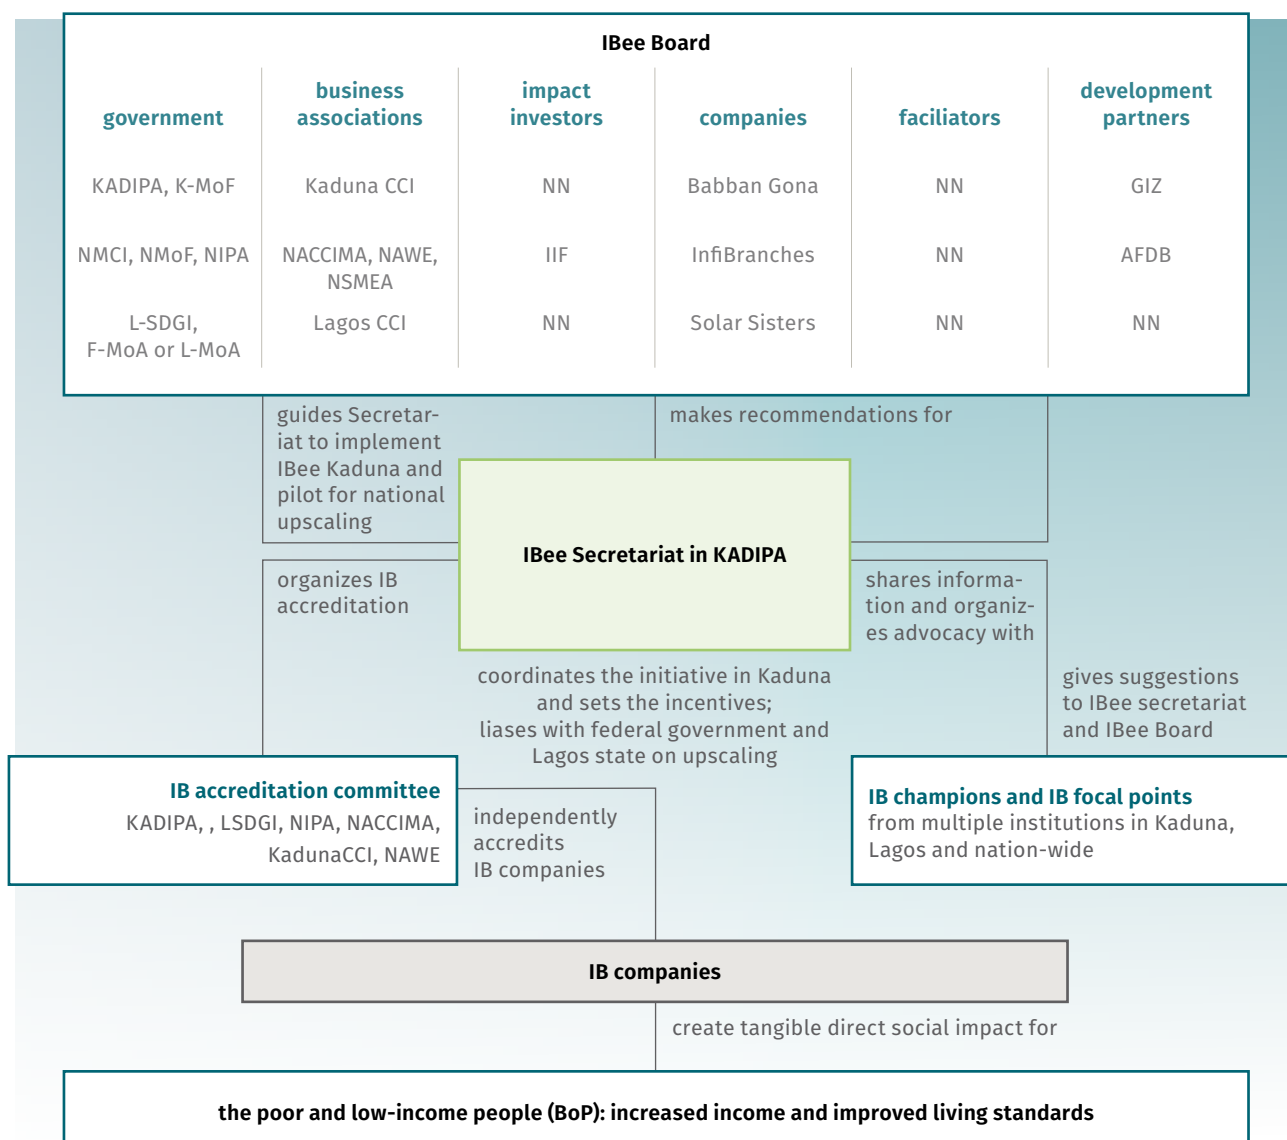 IBee Board
government
business
associations
impact
investors
companies
faciliators
development
partners
KADIPA, K-MoF
Kaduna CCI
NN
Babban Gona
NN
GIZ
NMCI, NMoF, NIPA
NACCIMA, NAWE,
NSMEA
IIF
InfiBranches
NN
AFDB
L-SDGI,
F-MoA or L-MoA
Lagos CCI
NN
Solar Sisters
NN
NN
guides Secretar-
iat to implement
IBee Kaduna and
pilot for national
upscaling
makes recommendations for
IBee Secretariat in KADIPA
organizes IB
accreditation
shares informa-
tion and organiz-
es advocacy with
coordinates the initiative in Kaduna
and sets the incentives;
liases with federal government and
Lagos state on upscaling
gives suggestions
to IBee secretariat
and IBee Board
IB accreditation committee
KADIPA, , LSDGI, NIPA, NACCIMA,
KadunaCCI, NAWE
independently
accredits
IB companies
IB champions and IB focal points
from multiple institutions in Kaduna,
Lagos and nation-wide
IB companies
create tangible direct social impact for
the poor and low-income people (BoP): increased income and improved living standards